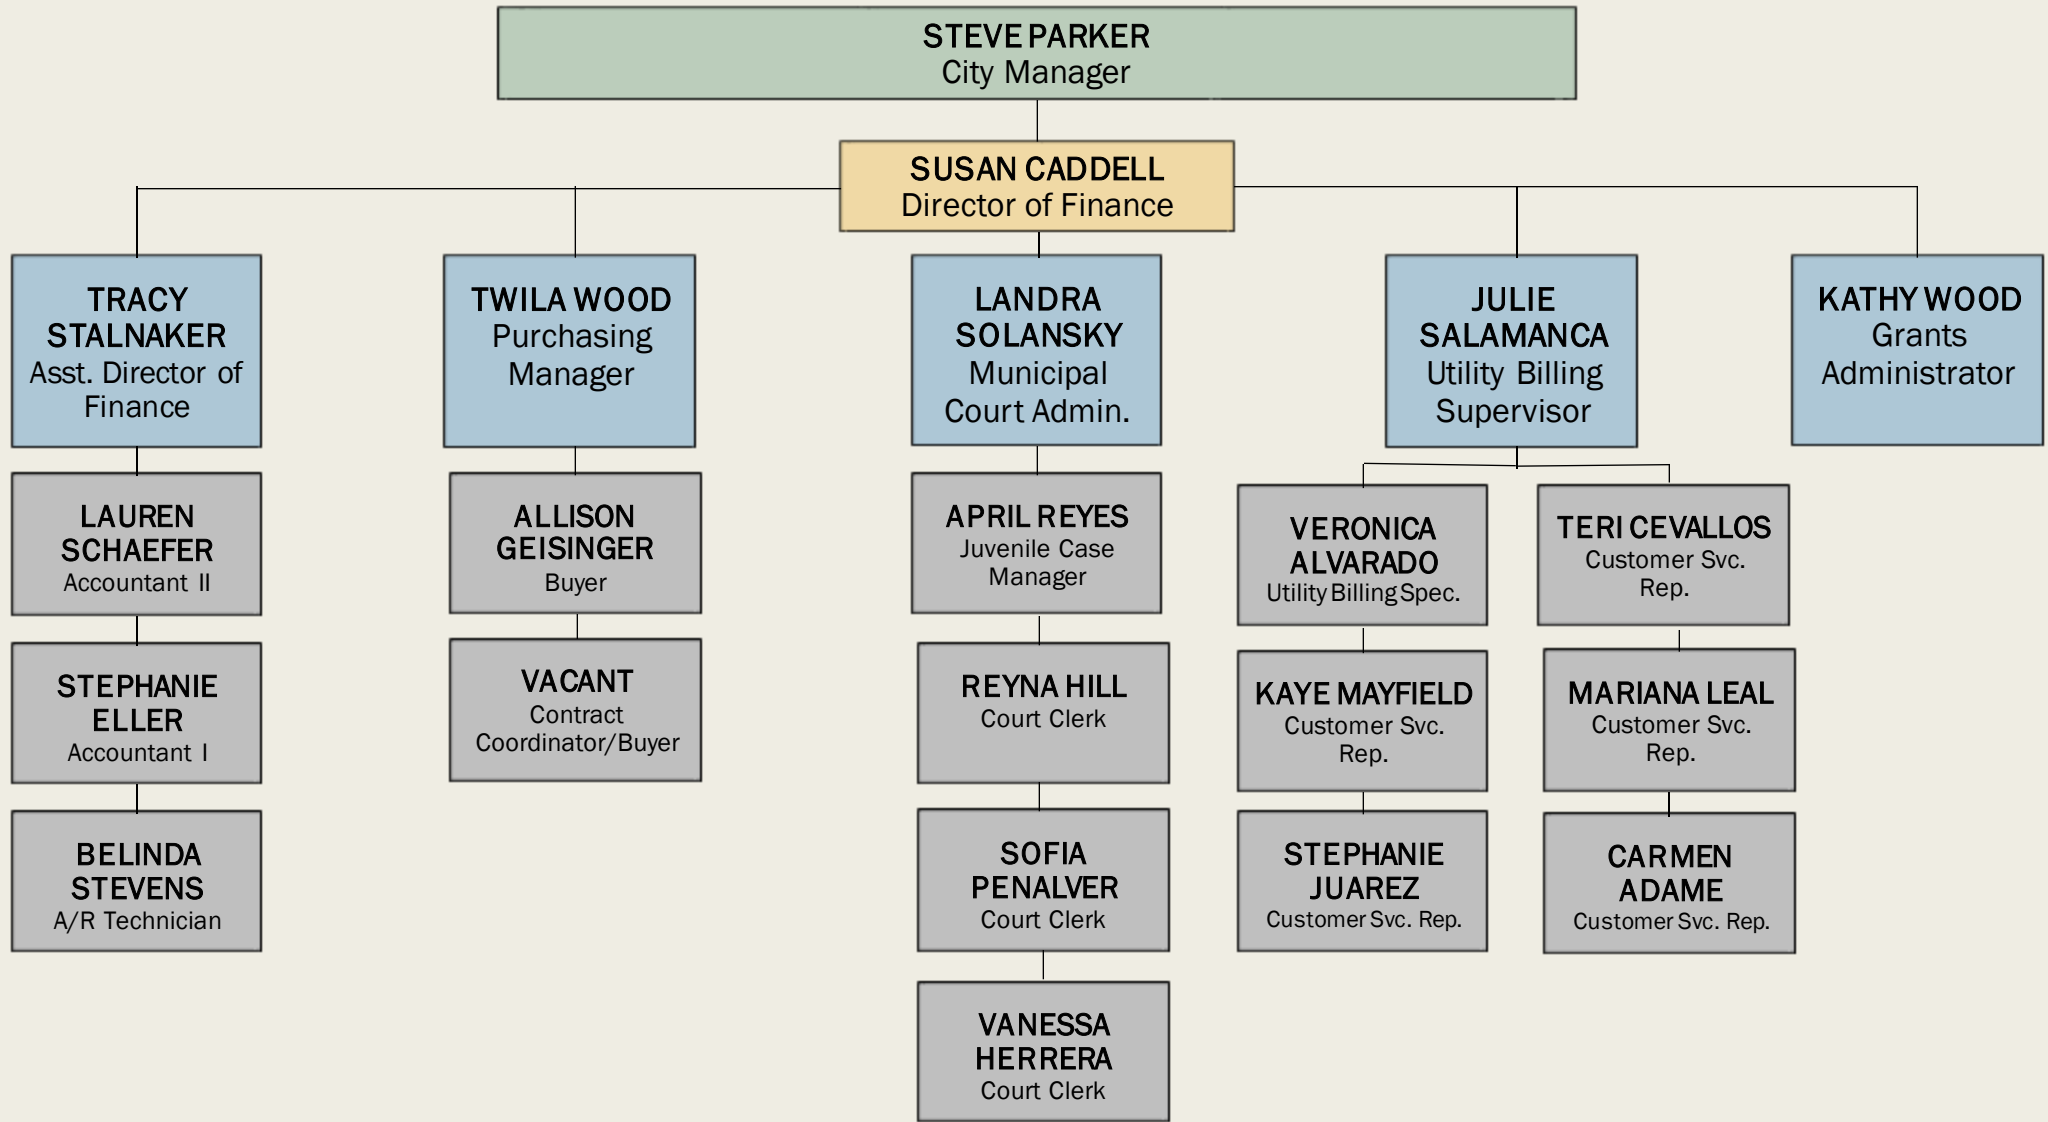 STEVE PARKER
City Manager
SUSAN CADDELL
Director of Finance
TRACY
STALNAKER
Asst. Director of
Finance
TWILA WOOD
Purchasing
Manager
LANDRA
SOLANSKY
Municipal
Court Admin.
JULIE
SALAMANCA
Utility Billing
Supervisor
KATHY WOOD
Grants
Administrator
LAUREN
SCHAEFER
Accountant II
ALLISON
GEISINGER
Buyer
APRIL REYES
Juvenile Case
Manager
VERONICA
ALVARADO
Utility Billing Spec.
TERI CEVALLOS
Customer Svc.
Rep.
STEPHANIE
ELLER
Accountant I
VACANT
Contract
Coordinator/Buyer
REYNA HILL
Court Clerk
KAYE MAYFIELD
Customer Svc.
Rep.
MARIANA LEAL
Customer Svc.
Rep.
BELINDA
STEVENS
A/R Technician
SOFIA
PENALVER
Court Clerk
STEPHANIE
JUAREZ
Customer Svc. Rep.
CARMEN
ADAME
Customer Svc. Rep.
VANESSA
HERRERA
Court Clerk